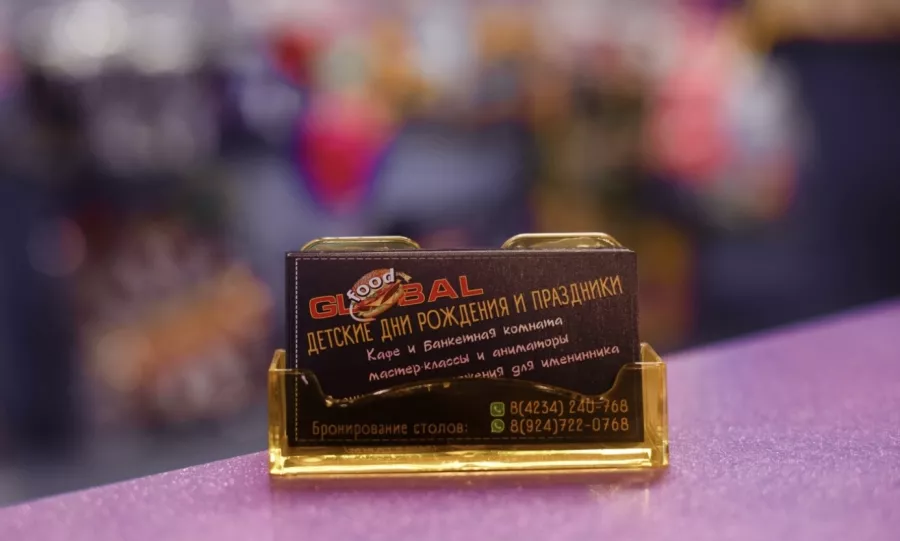 GLOBAL
food
ДЕТСКИЕ ДНИ РОЖДЕНИЯ И ПРАЗДНИКИ
Кафе и Банкетная комната
мастер-классы и аниматоры
для именинника
8(4234) 240-768
Бронирование столов: 8(924)722-0768